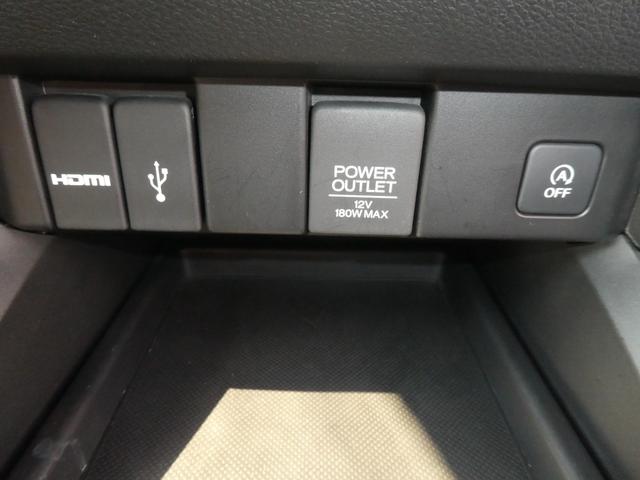 HDMI
POWER
OUTLET
12V
180W MAX
A
OFF